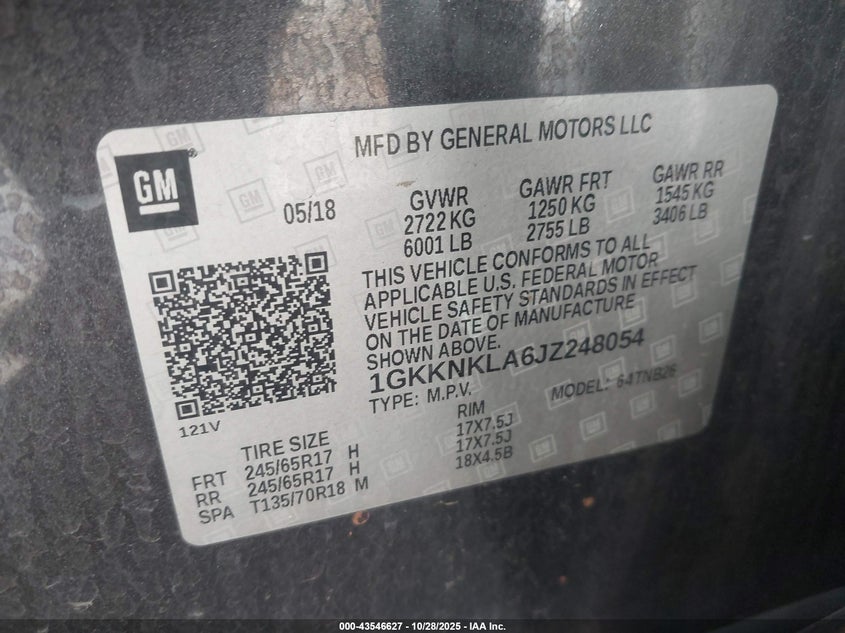 MFD BY GENERAL MOTORS LLC
GM ®
05/18
GVWR
2722 KG
6001 LB
GAWR FRT
1250 KG
2755 LB
GAWR RR
1545 KG
3406 LB
THIS VEHICLE CONFORMS TO ALL
APPLICABLE U.S. FEDERAL MOTOR
VEHICLE SAFETY STANDARDS IN EFFECT
ON THE DATE OF MANUFACTURE
SHOWN ABOVE.
1GKKNKLA6JZ248054
TYPE: M.P.V. MODEL: 64TNB26
121V
TIRE SIZE RIM
FRT 245/65R17 H 17X7.5J
RR 245/65R17 H 17X7.5J
SPA T135/70R18 M 18X4.5B
000-43546627 - 10/28/2025 - IAA Inc.